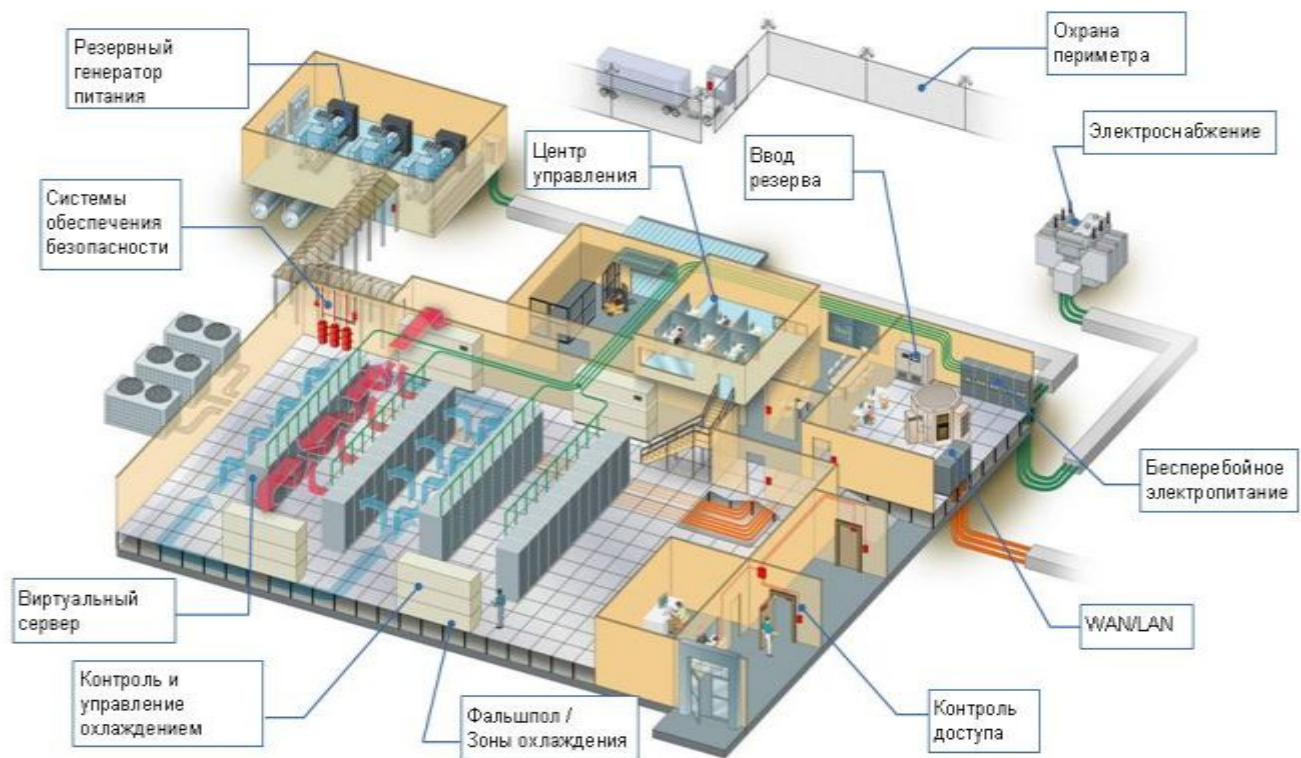 Резервный
генератор
питания
Охрана
периметра
Электроснабжение
Центр
управления
Ввод
резерва
Системы
обеспечения
безопасности
Бесперебойное
электропитание
Виртуальный
сервер
WAN/LAN
Контроль и
управление
охлаждением
Фальшпол /
Зоны охлаждения
Контроль
доступа